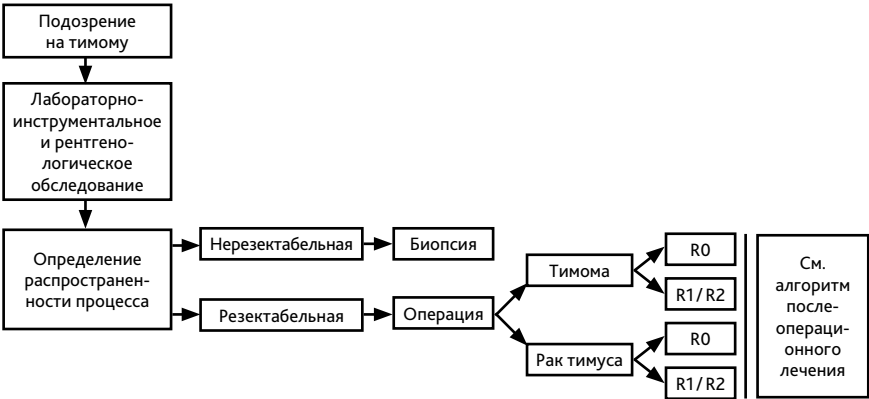 Подозрение
на тимому
Лабораторно-
инструментальное
и рентгено-
логическое
обследование
Определение
распространен-
ности процесса
Нерезектабельная
Биопсия
Резектабельная
Операция
Тимома
R0
R1/R2
Рак тимуса
R0
R1/R2
См.
алгоритм
после-
операци-
онного
лечения